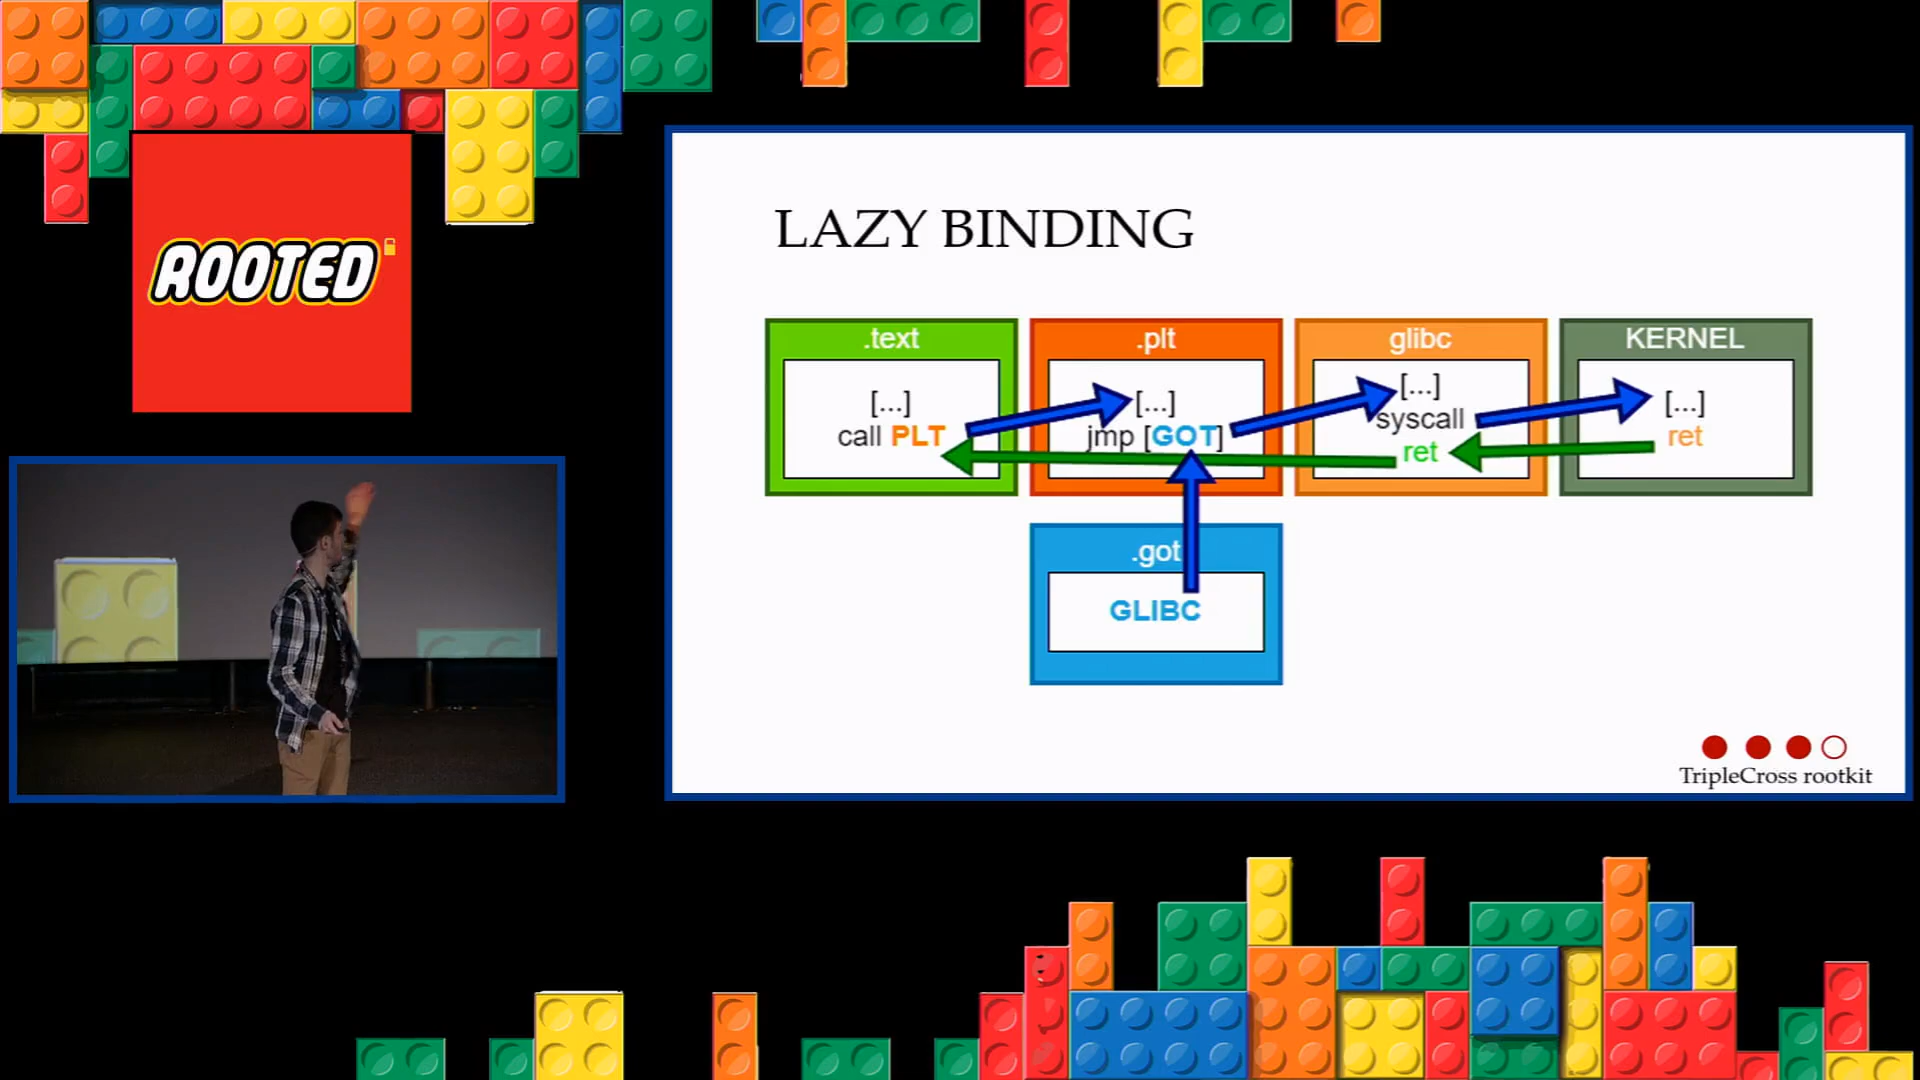 ROOTED
LAZY BINDING
.text
[...]
call PLT
.plt
[...]
jmp [GOT]
glibc
[...]
syscall
ret
KERNEL
[...]
ret
.got
GLIBC
TripleCross rootkit